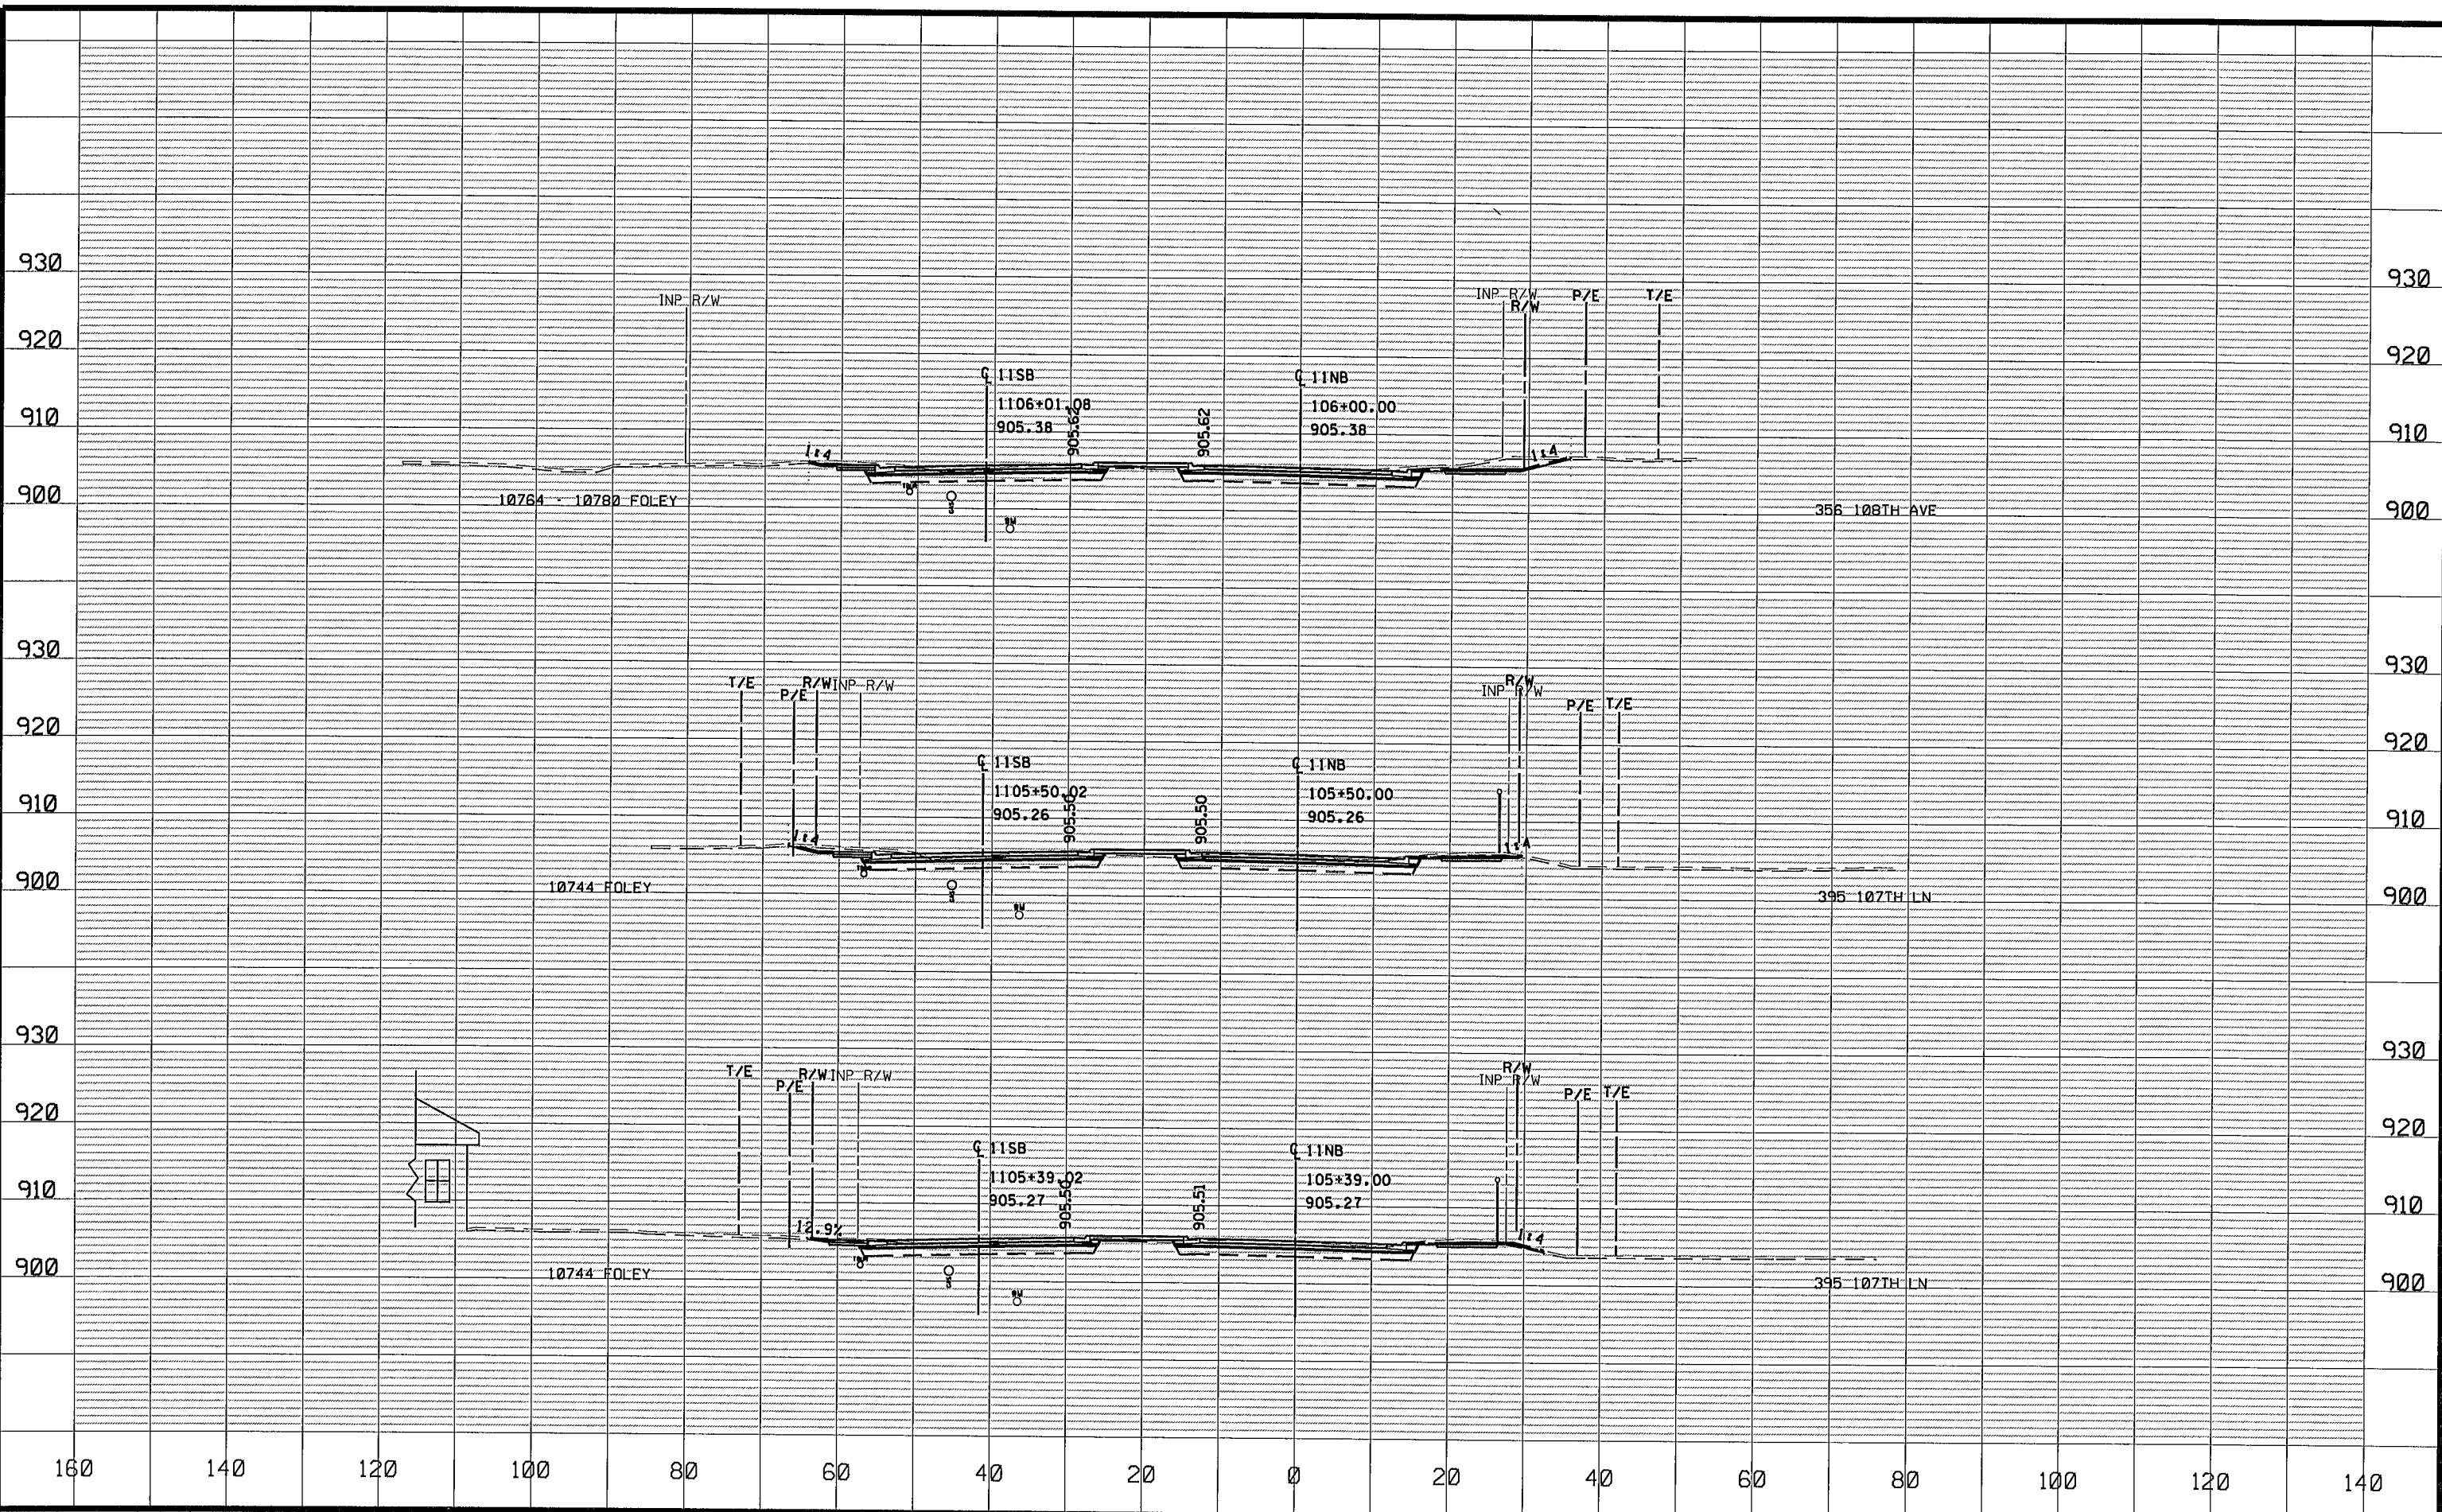 930 930
INP R/W INP R/W R/W P/E T/E
920 920
₵ 11SB ₵ 11NB
1106+01.08 905.62 905.62 106+00.00
910 905.38 905.38 910
1:4 1:4
900 10764 - 10780 FOLEY S 356 108TH AVE 900
930 930
T/E P/E R/W INP R/W INP R/W R/W P/E T/E
920 920
₵ 11SB ₵ 11NB
1105+50.02 905.50 905.50 105+50.00
910 905.26 905.26 910
1:4 1:4
900 10744 FOLEY S 395 107TH LN 900
930 930
T/E P/E R/W INP R/W INP R/W R/W P/E T/E
920 920
₵ 11SB ₵ 11NB
1105+39.02 905.50 905.51 105+39.00
910 905.27 905.27 910
12.9% 1:4
900 10744 FOLEY S 395 107TH LN 900
160 140 120 100 80 60 40 20 0 20 40 60 80 100 120 140